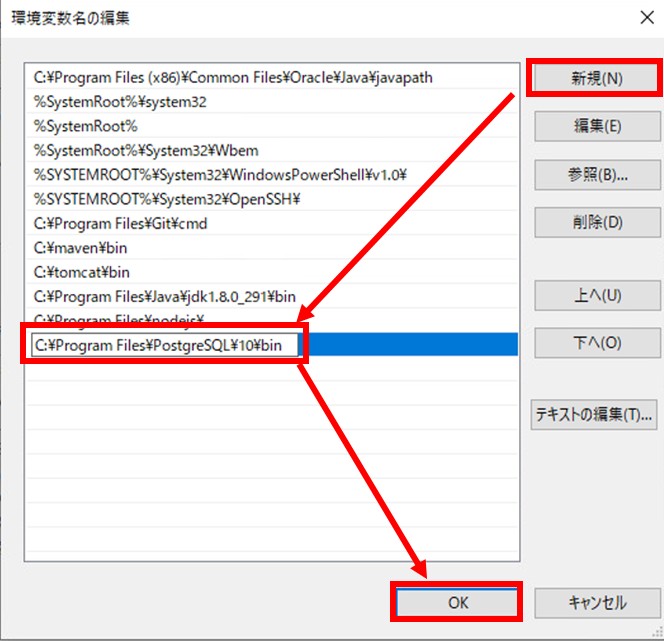 環境変数名の編集
C:¥Program Files (x86)¥Common Files¥Oracle¥Java¥javapath
%SystemRoot%¥system32
%SystemRoot%
%SystemRoot%¥System32¥Wbem
%SYSTEMROOT%¥System32¥WindowsPowerShell¥v1.0¥
%SYSTEMROOT%¥System32¥OpenSSH¥
C:¥Program Files¥Git¥cmd
C:¥maven¥bin
C:¥tomcat¥bin
C:¥Program Files¥Java¥jdk1.8.0_291¥bin
C:¥Program Files¥nodejs¥
C:¥Program Files¥PostgreSQL¥10¥bin
新規(N)
編集(E)
参照(B)...
削除(D)
上へ(U)
下へ(O)
テキストの編集(T)...
OK
キャンセル